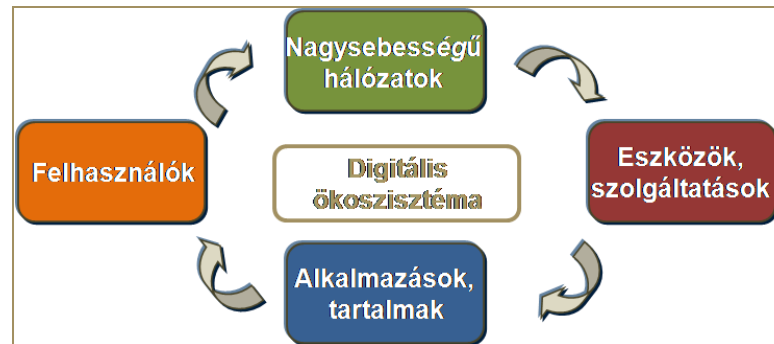 Nagysebességű
hálózatok
Felhasználók
Eszközök,
szolgáltatások
Digitális
ökoszisztéma
Alkalmazások,
tartalmak